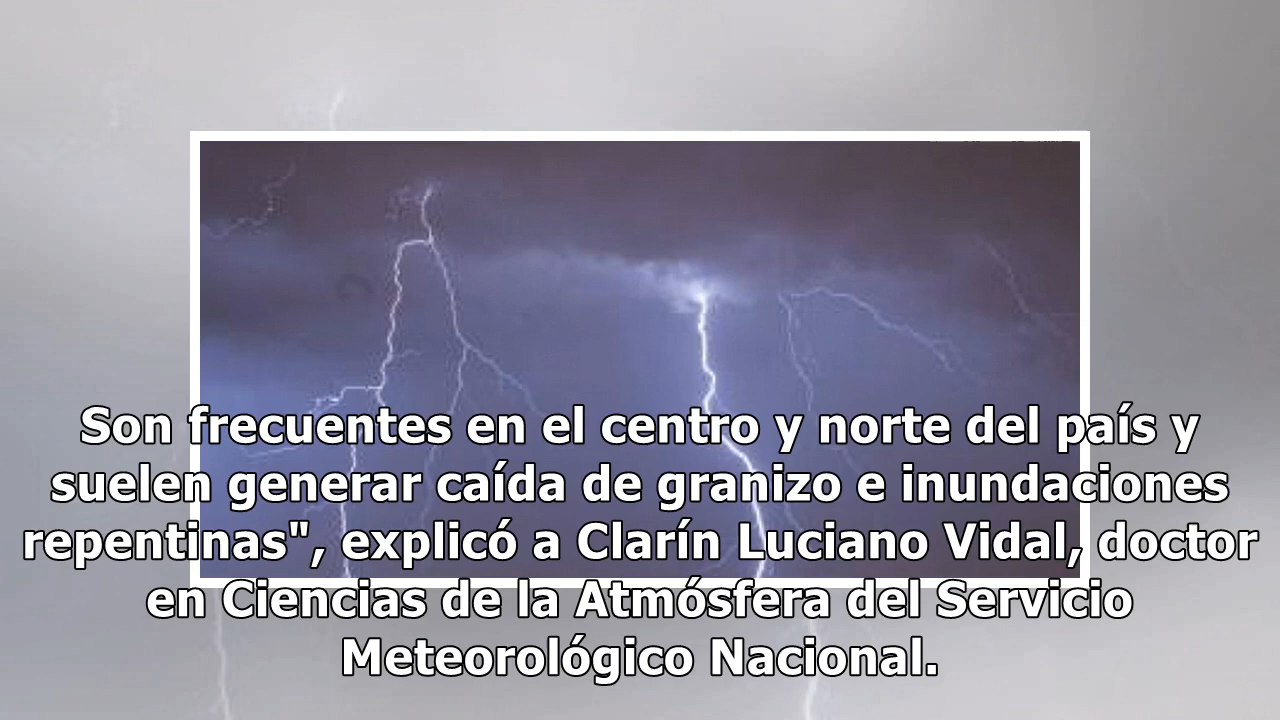 Son frecuentes en el centro y norte del país y
suelen generar caída de granizo e inundaciones
repentinas", explicó a Clarín Luciano Vidal, doctor
en Ciencias de la Atmósfera del Servicio
Meteorológico Nacional.